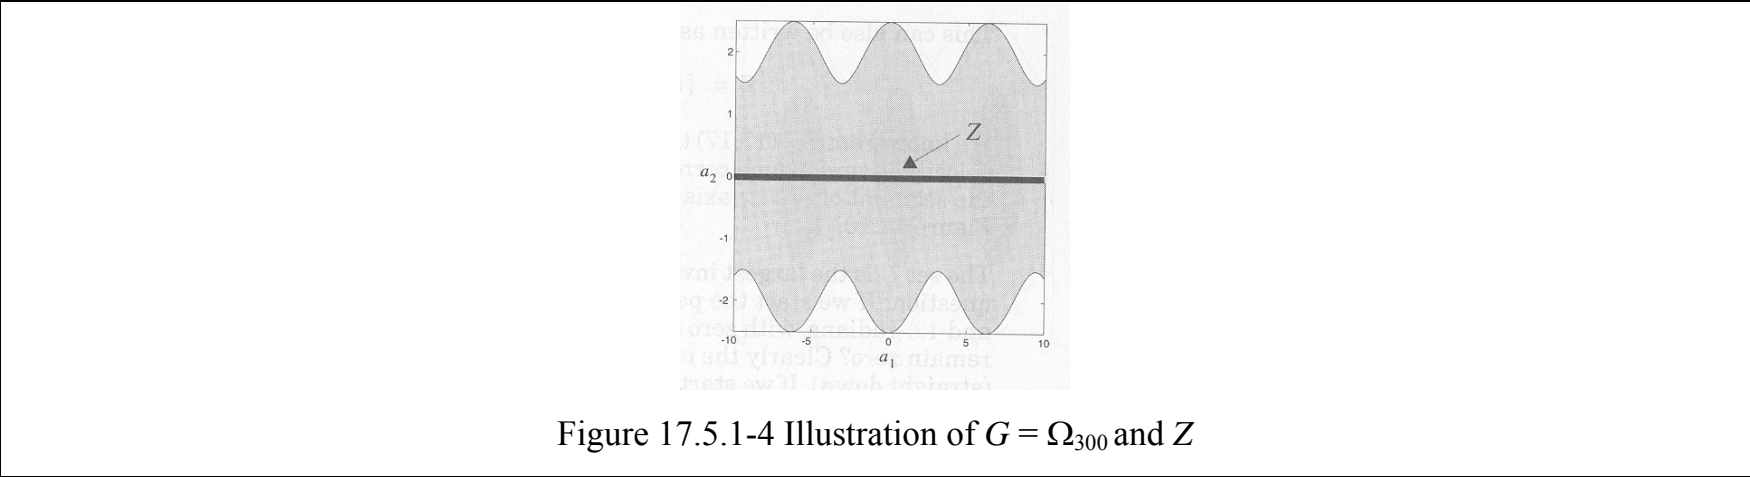 2
1
Z
a₂ 0
-1
-2
-10 -5 0 5 10
a₁
Figure 17.5.1-4 Illustration of G = Ω₃₀₀ and Z